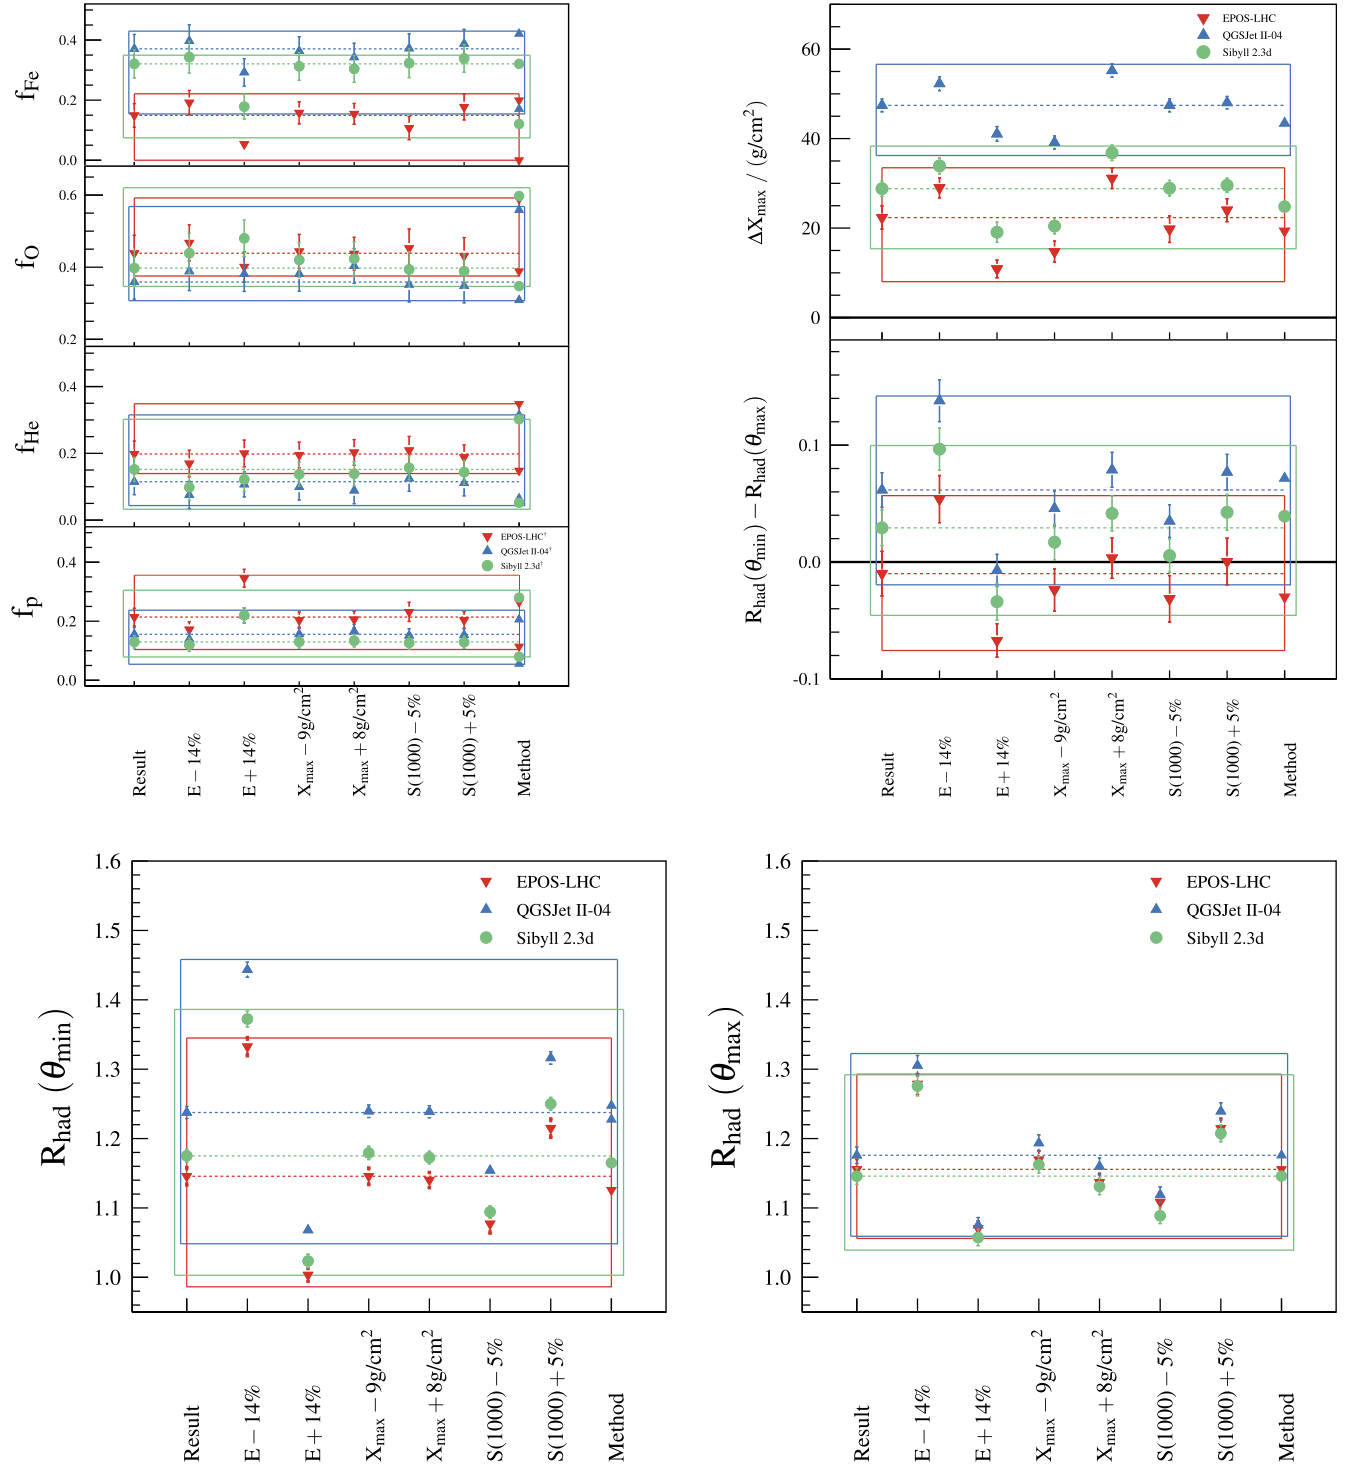 f_Fe
0.4
0.2
0.0
f_O
0.6
0.4
0.2
f_He
0.4
0.2
0.0
f_p
0.4
0.2
0.0
EPOS-LHC†
QGSJet II-04†
Sibyll 2.3d†
Result
E − 14%
E + 14%
X_max − 9g/cm²
X_max + 8g/cm²
S(1000) − 5%
S(1000) + 5%
Method
ΔX_max / (g/cm²)
60
40
20
0
EPOS-LHC
QGSJet II-04
Sibyll 2.3d
R_had(θ_min) − R_had(θ_max)
0.1
0.0
-0.1
Result
E − 14%
E + 14%
X_max − 9g/cm²
X_max + 8g/cm²
S(1000) − 5%
S(1000) + 5%
Method
R_had (θ_min)
1.6
1.5
1.4
1.3
1.2
1.1
1.0
EPOS-LHC
QGSJet II-04
Sibyll 2.3d
Result
E − 14%
E + 14%
X_max − 9g/cm²
X_max + 8g/cm²
S(1000) − 5%
S(1000) + 5%
Method
R_had (θ_max)
1.6
1.5
1.4
1.3
1.2
1.1
1.0
EPOS-LHC
QGSJet II-04
Sibyll 2.3d
Result
E − 14%
E + 14%
X_max − 9g/cm²
X_max + 8g/cm²
S(1000) − 5%
S(1000) + 5%
Method